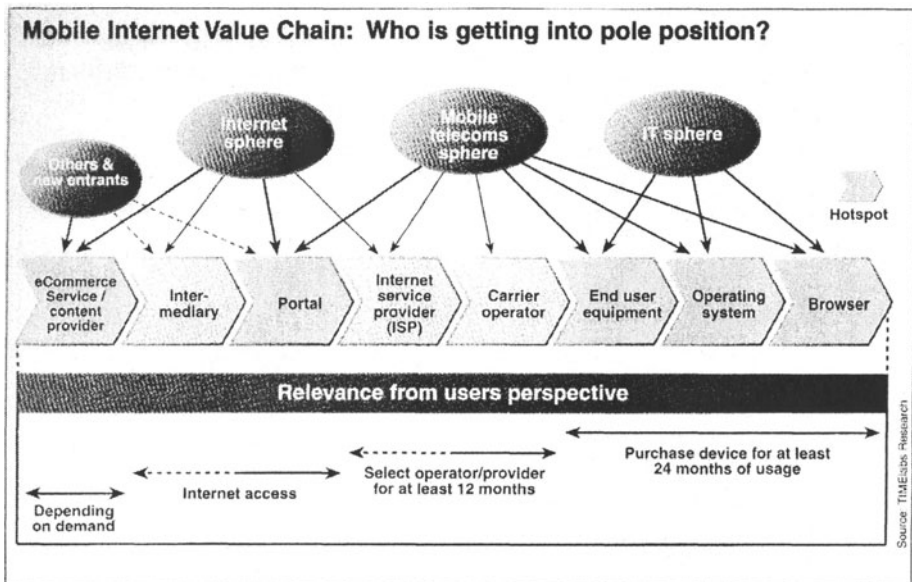 Mobile Internet Value Chain: Who is getting into pole position?
Internet
sphere
Mobile
telecoms
sphere
IT sphere
Others &
new entrants
Hotspot
eCommerce
Service /
content
provider
Inter-
mediary
Portal
Internet
service
provider
(ISP)
Carrier
operator
End user
equipment
Operating
system
Browser
Relevance from users perspective
Purchase device for at least
24 months of usage
Select operator/provider
for at least 12 months
Internet access
Depending
on demand
Source: TIMElabs Research